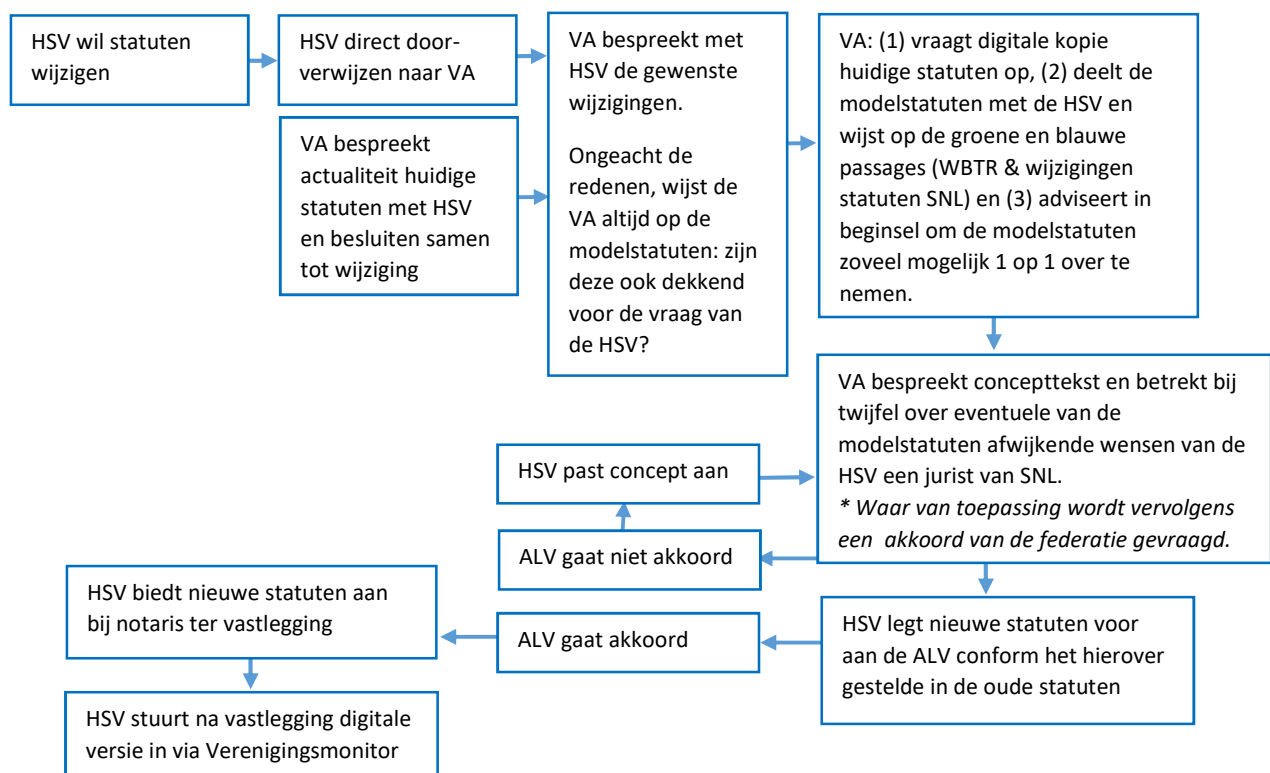 HSV wil statuten
wijzigen
HSV direct door-
verwijzen naar VA
VA bespreekt
actualiteit huidige
statuten met HSV
en besluiten samen
tot wijziging
VA bespreekt met
HSV de gewenste
wijzigingen.
Ongeacht de
redenen, wijst de
VA altijd op de
modelstatuten: zijn
deze ook dekkend
voor de vraag van
de HSV?
VA: (1) vraagt digitale kopie
huidige statuten op, (2) deelt de
modelstatuten met de HSV en
wijst op de groene en blauwe
passages (WBTR & wijzigingen
statuten SNL) en (3) adviseert in
beginsel om de modelstatuten
zoveel mogelijk 1 op 1 over te
nemen.
VA bespreekt concepttekst en betrekt bij
twijfel over eventuele van de
modelstatuten afwijkende wensen van de
HSV een jurist van SNL.
* Waar van toepassing wordt vervolgens
een akkoord van de federatie gevraagd.
HSV past concept aan
ALV gaat niet akkoord
HSV legt nieuwe statuten voor
aan de ALV conform het hierover
gestelde in de oude statuten
ALV gaat akkoord
HSV biedt nieuwe statuten aan
bij notaris ter vastlegging
HSV stuurt na vastlegging digitale
versie in via Verenigingsmonitor